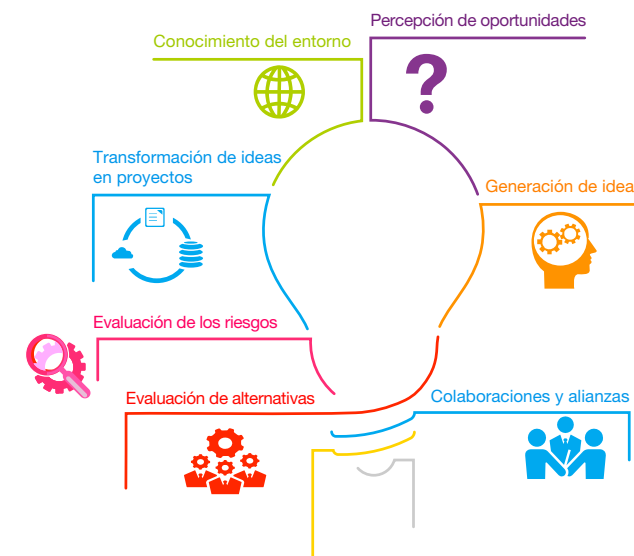 Percepción de oportunidades
Conocimiento del entorno
Transformación de ideas
en proyectos
Generación de idea
Evaluación de los riesgos
Evaluación de alternativas
Colaboraciones y alianzas